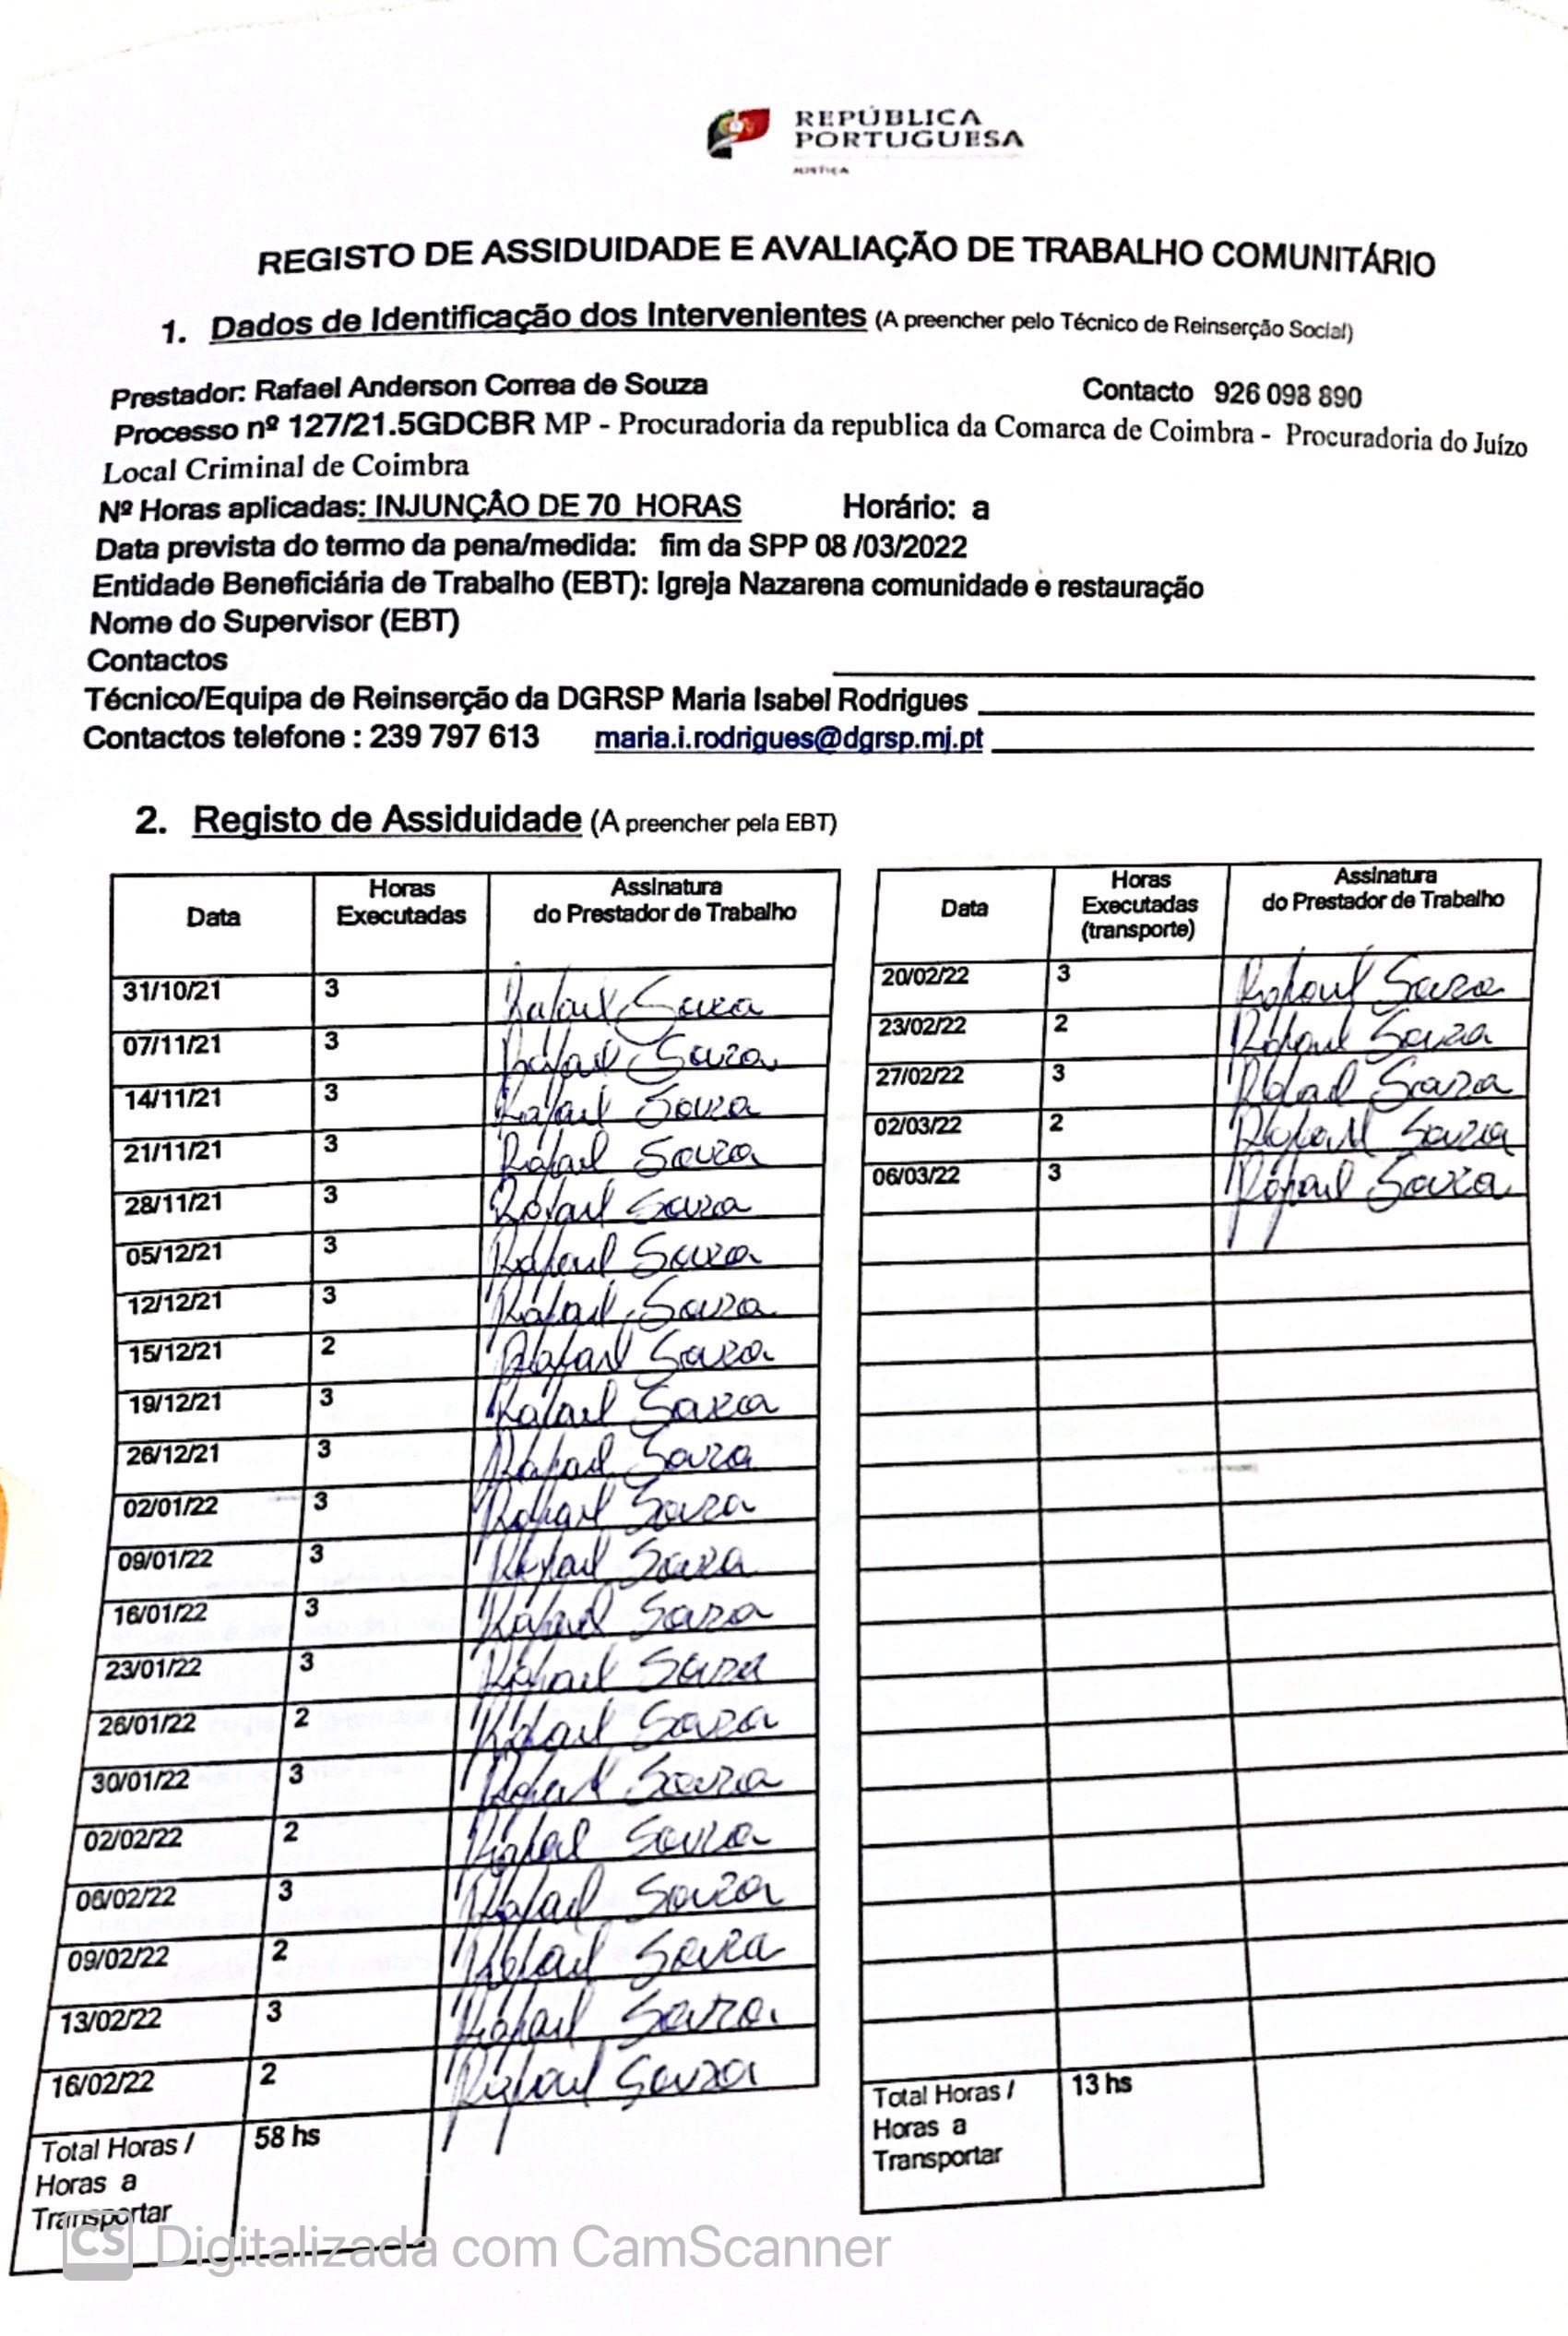 REPÚBLICA
PORTUGUESA
JUSTIÇA
REGISTO DE ASSIDUIDADE E AVALIAÇÃO DE TRABALHO COMUNITÁRIO
1. Dados de Identificação dos Intervenientes (A preencher pelo Técnico de Reinserção Social)
Prestador: Rafael Anderson Correa de Souza Contacto 926 098 890
Processo nº 127/21.5GDCBR MP - Procuradoria da republica da Comarca de Coimbra - Procuradoria do Juízo
Local Criminal de Coimbra
Nº Horas aplicadas: INJUNÇÃO DE 70 HORAS Horário: a
Data prevista do termo da pena/medida: fim da SPP 08 /03/2022
Entidade Beneficiária de Trabalho (EBT): Igreja Nazarena comunidade e restauração
Nome do Supervisor (EBT)
Contactos
Técnico/Equipa de Reinserção da DGRSP Maria Isabel Rodrigues
Contactos telefone : 239 797 613 maria.i.rodrigues@dgrsp.mj.pt
2. Registo de Assiduidade (A preencher pela EBT)
Data Horas Executadas Assinatura do Prestador de Trabalho
31/10/21 3 Rafael Souza
07/11/21 3 Rafael Souza
14/11/21 3 Rafael Souza
21/11/21 3 Rafael Souza
28/11/21 3 Rafael Souza
05/12/21 3 Rafael Souza
12/12/21 3 Rafael Souza
15/12/21 2 Rafael Souza
19/12/21 3 Rafael Souza
26/12/21 3 Rafael Souza
02/01/22 3 Rafael Souza
09/01/22 3 Rafael Souza
16/01/22 3 Rafael Souza
23/01/22 3 Rafael Souza
26/01/22 2 Rafael Souza
30/01/22 3 Rafael Souza
02/02/22 2 Rafael Souza
06/02/22 3 Rafael Souza
09/02/22 2 Rafael Souza
13/02/22 3 Rafael Souza
16/02/22 2 Rafael Souza
Total Horas / 58 hs
Horas a
Transportar
Data Horas Executadas (transporte) Assinatura do Prestador de Trabalho
20/02/22 3 Rafael Souza
23/02/22 2 Rafael Souza
27/02/22 3 Rafael Souza
02/03/22 2 Rafael Souza
06/03/22 3 Rafael Souza
Total Horas / 13 hs
Horas a
Transportar
CS Digitalizada com CamScanner